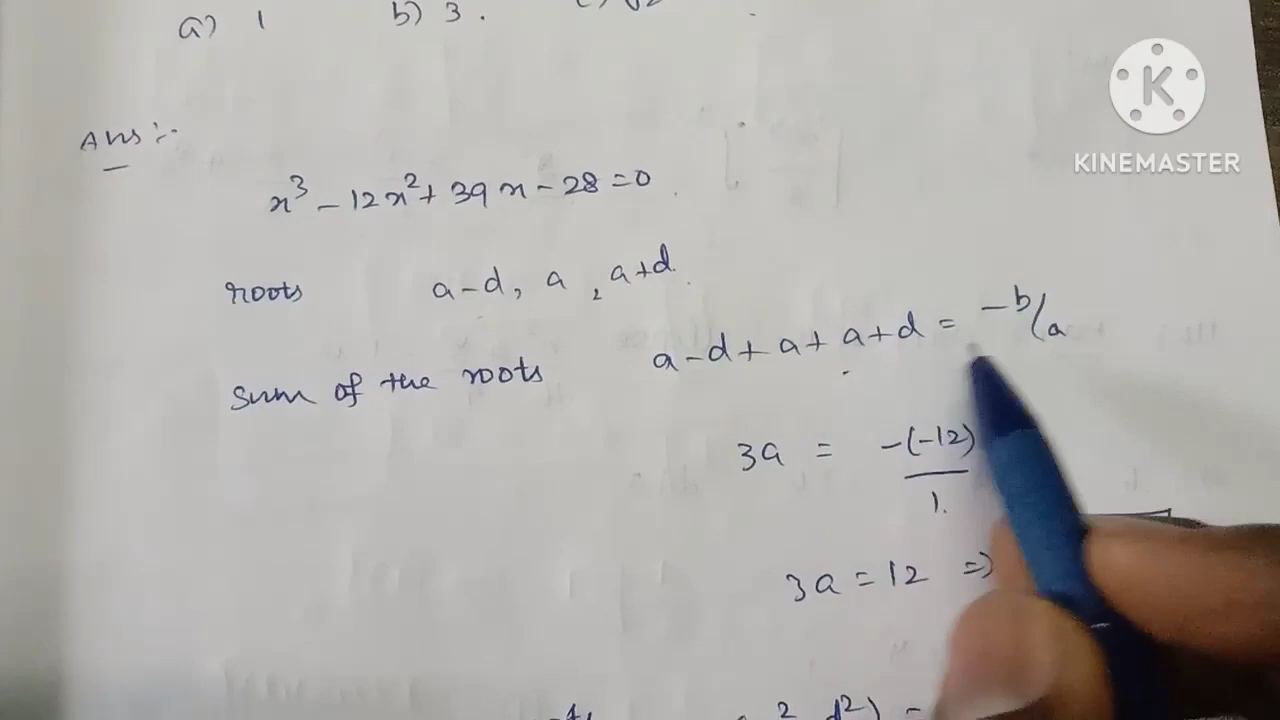 a) 1 b) 3.
Ans:-
x³ - 12x² + 39x - 28 = 0
roots a-d, a, a+d.
sum of the roots a-d+a+a+d = -b/a
3a = -(-12)/1.
3a = 12 ⇒
K
KINEMASTER